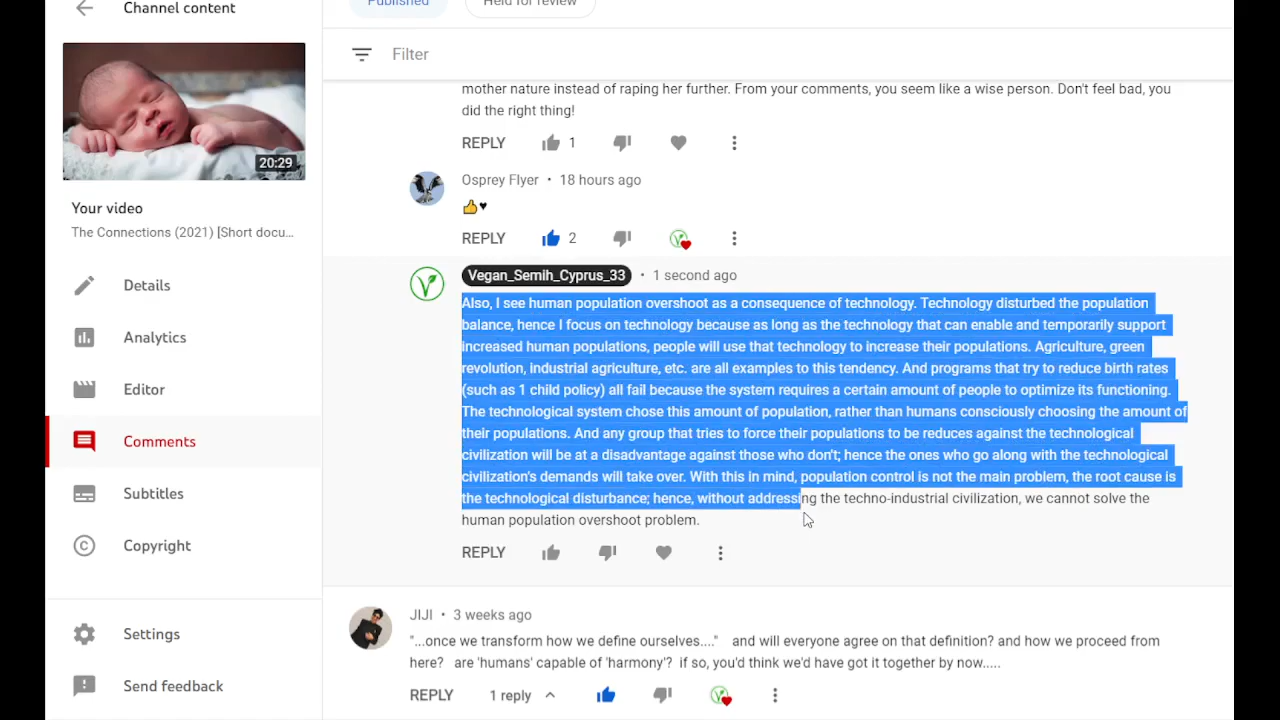 Channel content
20:29
Your video
The Connections (2021) [Short docu...
Details
Analytics
Editor
Comments
Subtitles
Copyright
Settings
Send feedback
Published
Held for review
Filter
mother nature instead of raping her further. From your comments, you seem like a wise person. Don't feel bad, you
did the right thing!
REPLY 1
Osprey Flyer • 18 hours ago
👍♥
REPLY 2
Vegan_Semih_Cyprus_33 • 1 second ago
Also, I see human population overshoot as a consequence of technology. Technology disturbed the population
balance, hence I focus on technology because as long as the technology that can enable and temporarily support
increased human populations, people will use that technology to increase their populations. Agriculture, green
revolution, industrial agriculture, etc. are all examples to this tendency. And programs that try to reduce birth rates
(such as 1 child policy) all fail because the system requires a certain amount of people to optimize its functioning.
The technological system chose this amount of population, rather than humans consciously choosing the amount of
their populations. And any group that tries to force their populations to be reduces against the technological
civilization will be at a disadvantage against those who don't; hence the ones who go along with the technological
civilization's demands will take over. With this in mind, population control is not the main problem, the root cause is
the technological disturbance; hence, without addressing the techno-industrial civilization, we cannot solve the
human population overshoot problem.
REPLY
JIJI • 3 weeks ago
"...once we transform how we define ourselves...." and will everyone agree on that definition? and how we proceed from
here? are 'humans' capable of 'harmony'? if so, you'd think we'd have got it together by now.....
REPLY 1 reply